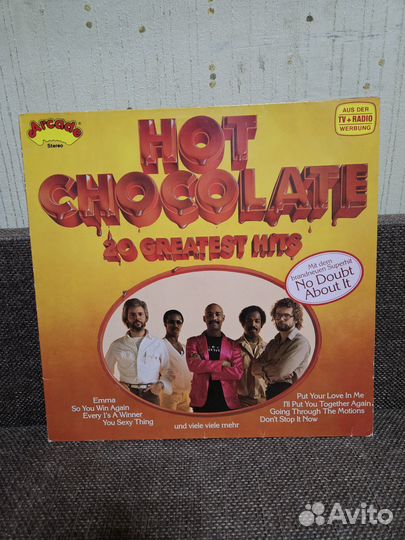 Arcade
Stereo
AUS DER
TV + RADIO
WERBUNG
HOT
CHOCOLATE
20 GREATEST HITS
Mit dem
brandneuen Superhit
No Doubt
About It
Emma
So You Win Again
Every 1's A Winner
You Sexy Thing
Put Your Love In Me
I'll Put You Together Again
Going Through The Motions
Don't Stop It Now
und viele viele mehr
Avito